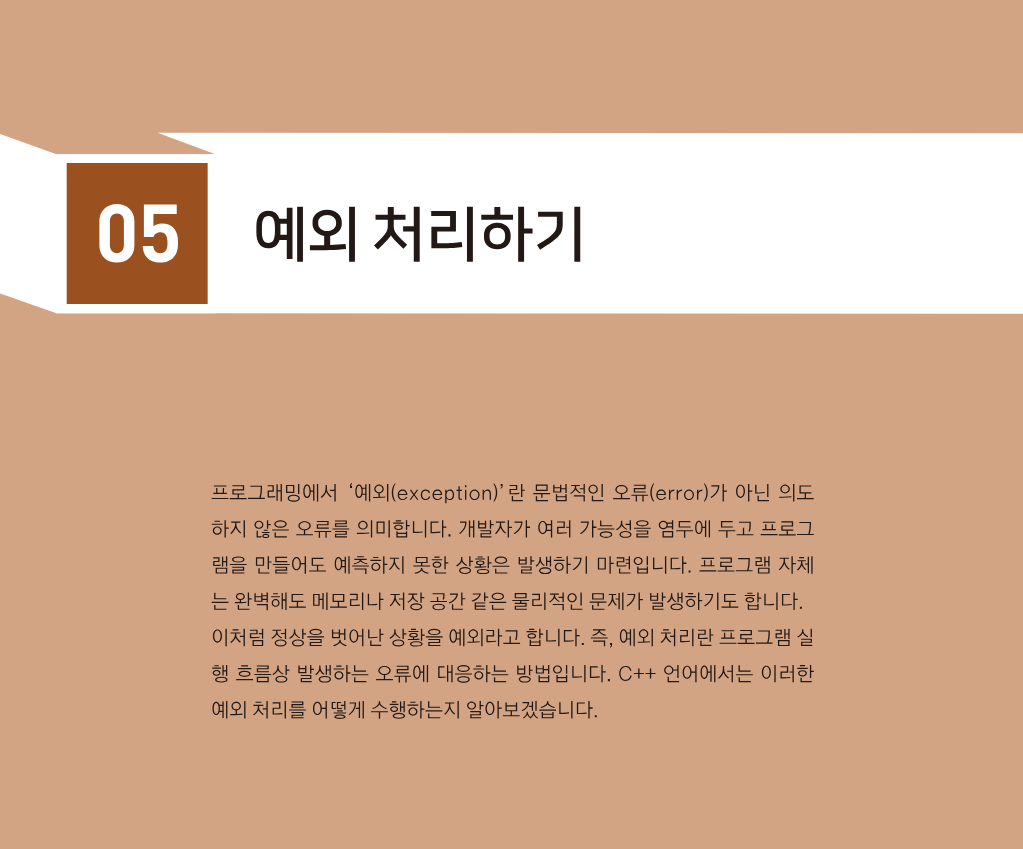 05
예외 처리하기
프로그래밍에서 ‘예외(exception)’란 문법적인 오류(error)가 아닌 의도
하지 않은 오류를 의미합니다. 개발자가 여러 가능성을 염두에 두고 프로그
램을 만들어도 예측하지 못한 상황은 발생하기 마련입니다. 프로그램 자체
는 완벽해도 메모리나 저장 공간 같은 물리적인 문제가 발생하기도 합니다.
이처럼 정상을 벗어난 상황을 예외라고 합니다. 즉, 예외 처리란 프로그램 실
행 흐름상 발생하는 오류에 대응하는 방법입니다. C++ 언어에서는 이러한
예외 처리를 어떻게 수행하는지 알아보겠습니다.